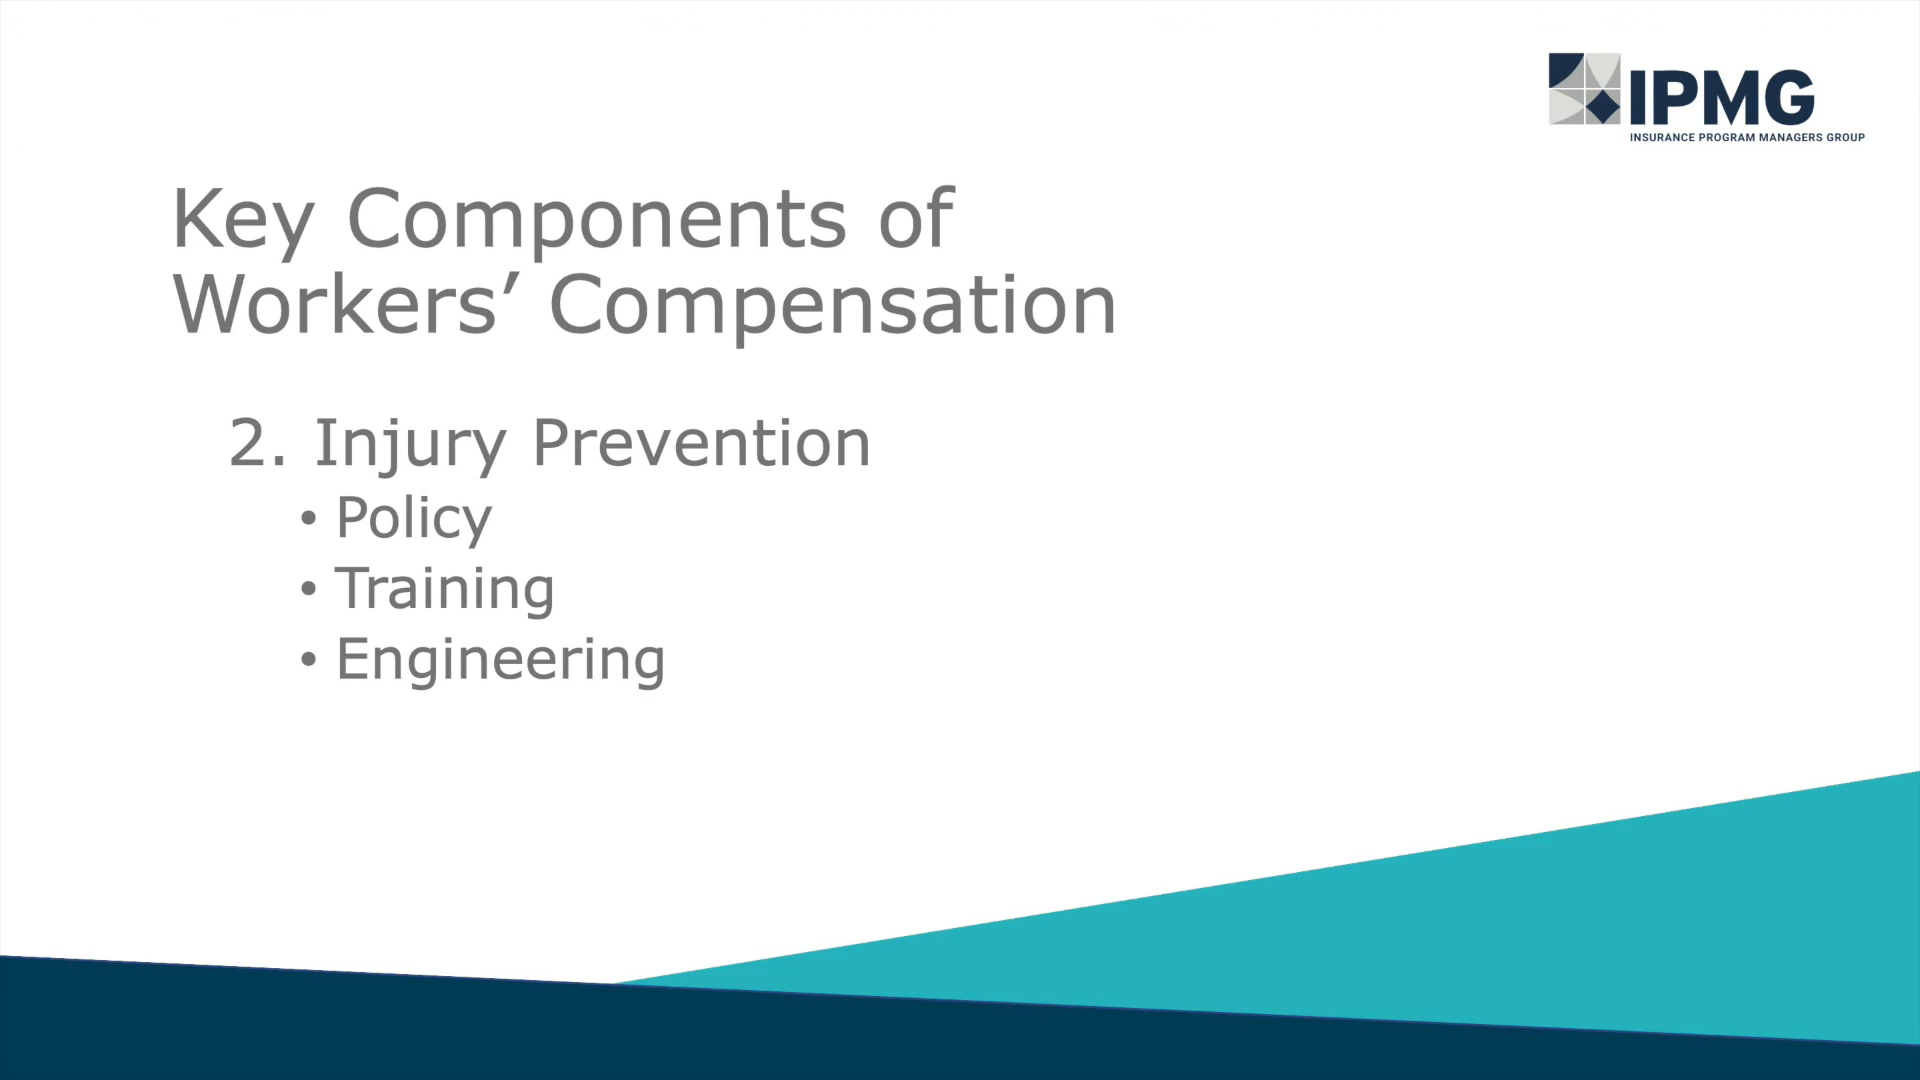 IPMG
INSURANCE PROGRAM MANAGERS GROUP
Key Components of
Workers’ Compensation
2. Injury Prevention
• Policy
• Training
• Engineering